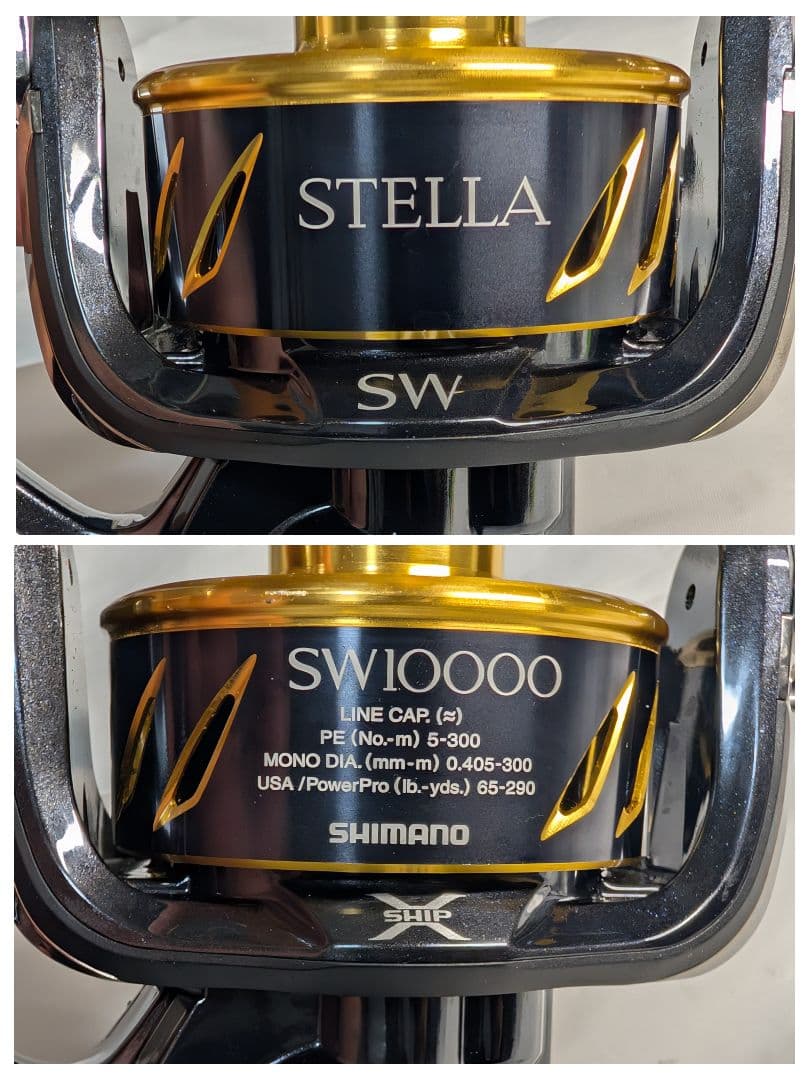 STELLA
SW
SW10000
LINE CAP. (≈)
PE (No.-m) 5-300
MONO DIA. (mm-m) 0.405-300
USA /PowerPro (lb.-yds.) 65-290
SHIMANO
X SHIP